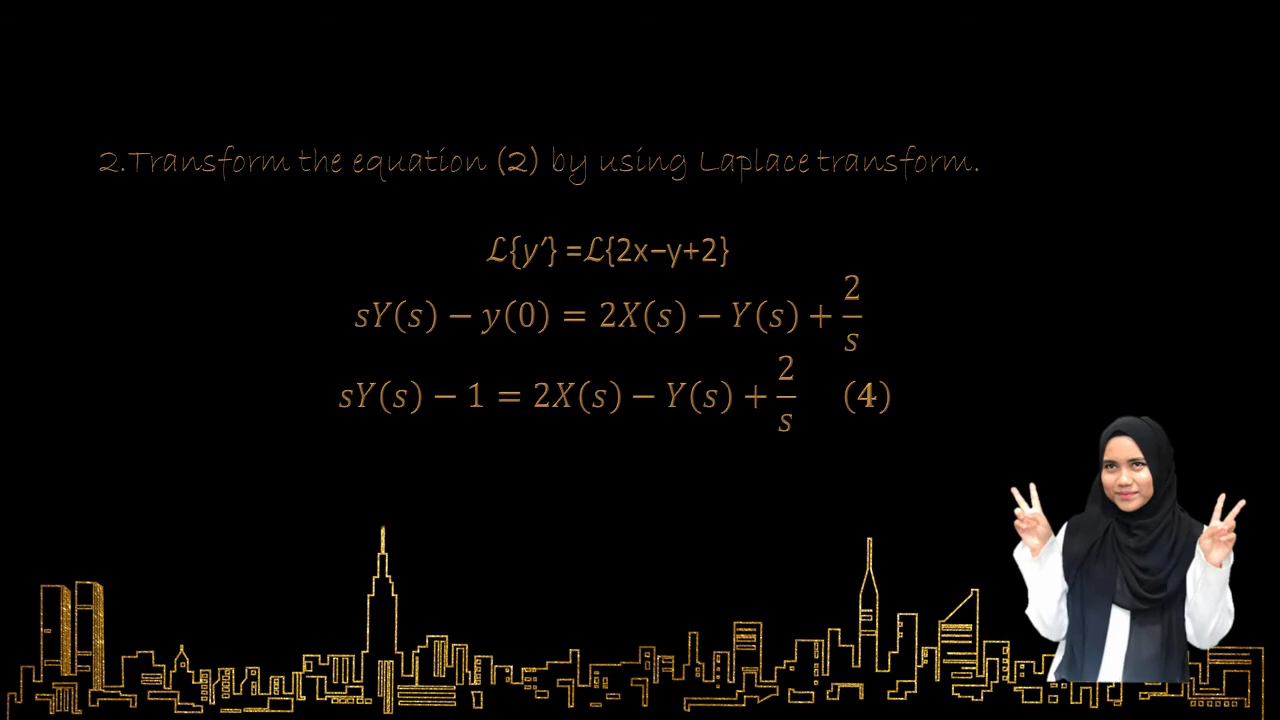 2.Transform the equation (2) by using Laplace transform.
ℒ{y′} =ℒ{2x−y+2}
sY(s) − y(0) = 2X(s) − Y(s) + 2/s
sY(s) − 1 = 2X(s) − Y(s) + 2/s (4)